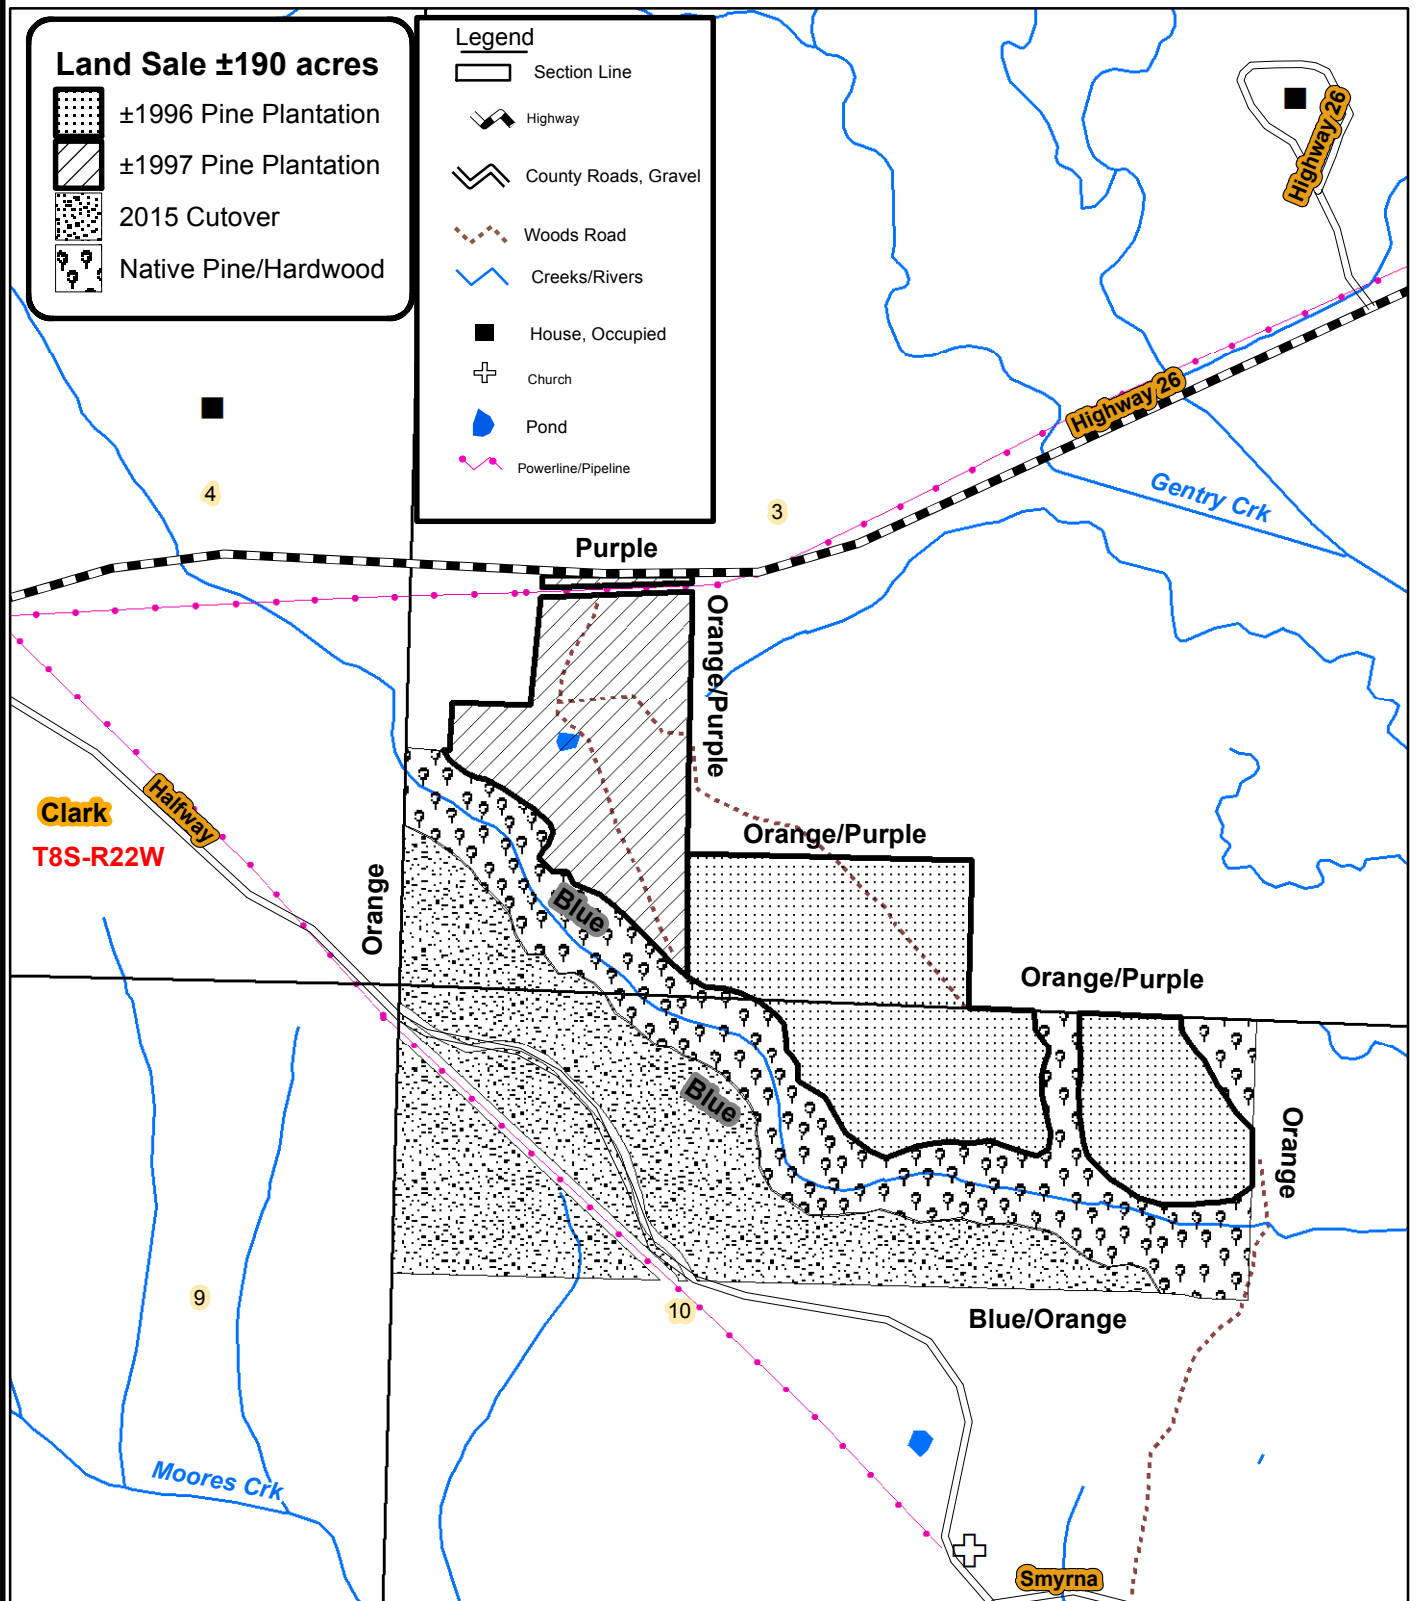 Land Sale ±190 acres
±1996 Pine Plantation
±1997 Pine Plantation
2015 Cutover
Native Pine/Hardwood
Legend
Section Line
Highway
County Roads, Gravel
Woods Road
Creeks/Rivers
House, Occupied
Church
Pond
Powerline/Pipeline
Highway 26
Highway 26
Gentry Crk
4
3
Purple
Orange/Purple
Clark
T8S-R22W
Halfway
Orange/Purple
Orange
Blue
Orange/Purple
Blue
Orange
9
10
Blue/Orange
Moores Crk
Smyrna